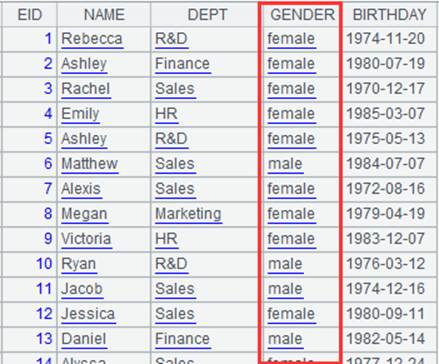 EID NAME DEPT GENDER BIRTHDAY
1 Rebecca R&D female 1974-11-20
2 Ashley Finance female 1980-07-19
3 Rachel Sales female 1970-12-17
4 Emily HR female 1985-03-07
5 Ashley R&D female 1975-05-13
6 Matthew Sales male 1984-07-07
7 Alexis Sales female 1972-08-16
8 Megan Marketing female 1979-04-19
9 Victoria HR female 1983-12-07
10 Ryan R&D male 1976-03-12
11 Jacob Sales male 1974-12-16
12 Jessica Sales female 1980-09-11
13 Daniel Finance male 1982-05-14
14 Alyssa Sales female 1977-12-24